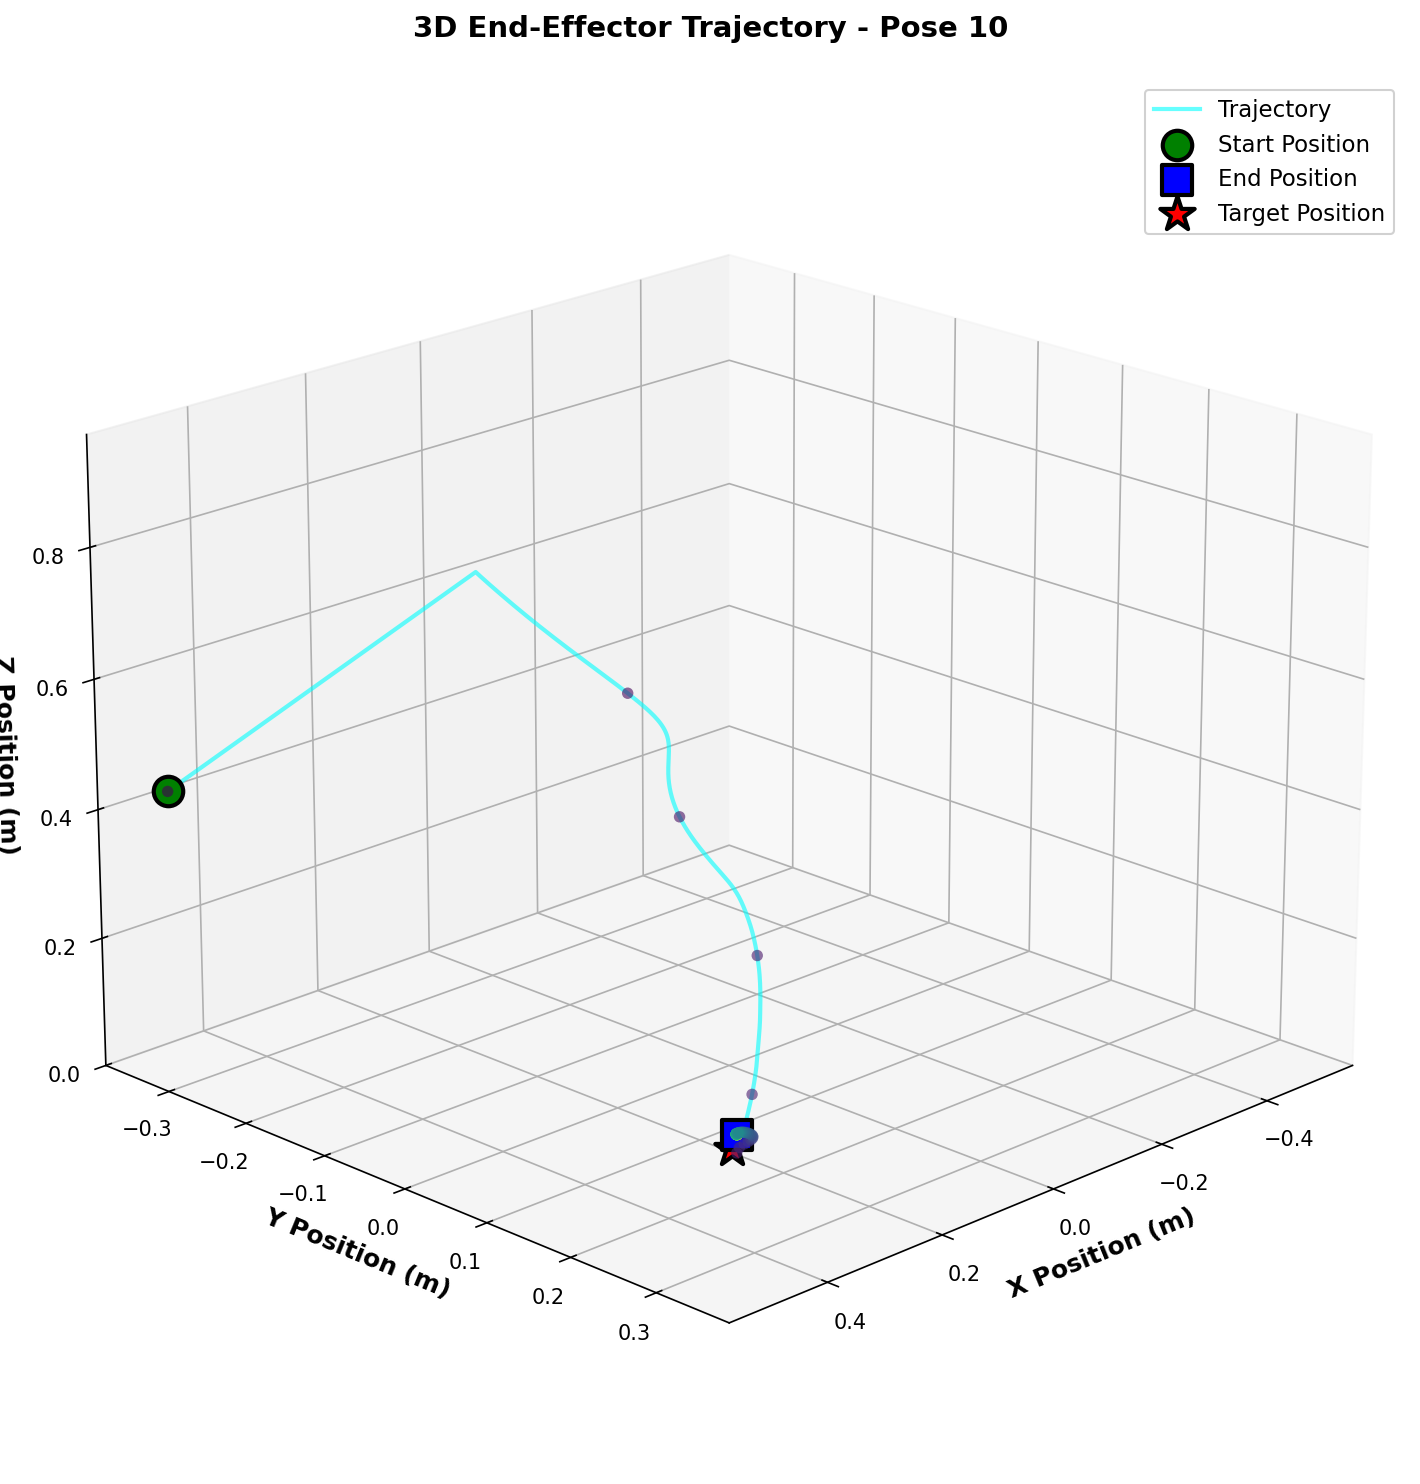 3D End-Effector Trajectory - Pose 10
Trajectory
Start Position
End Position
Target Position
0.8
0.6
0.4
0.2
0.0
Z Position (m)
−0.3
−0.2
−0.1
0.0
0.1
0.2
0.3
Y Position (m)
−0.4
−0.2
0.0
0.2
0.4
X Position (m)